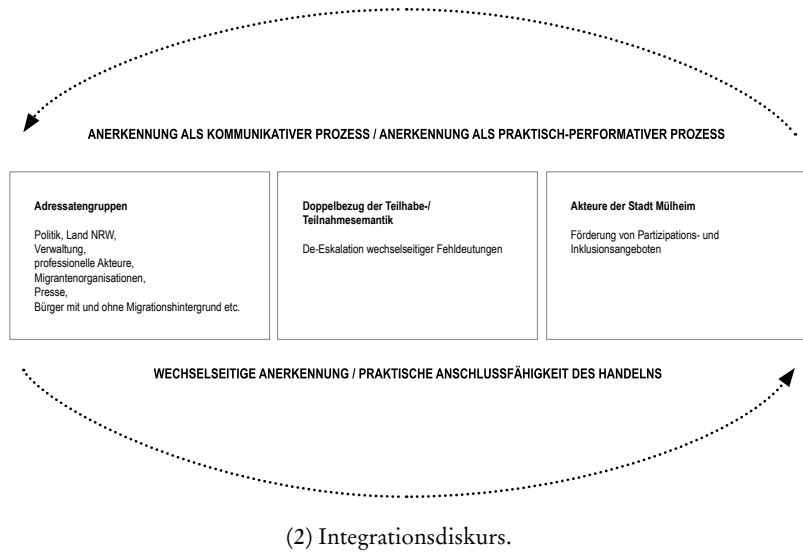 ANERKENNUNG ALS KOMMUNIKATIVER PROZESS / ANERKENNUNG ALS PRAKTISCH-PERFORMATIVER PROZESS
Adressatengruppen
Politik, Land NRW,
Verwaltung,
professionelle Akteure,
Migrantenorganisationen,
Presse,
Bürger mit und ohne Migrationshintergrund etc.
Doppelbezug der Teilhabe-/
Teilnahmesemantik
De-Eskalation wechselseitiger Fehldeutungen
Akteure der Stadt Mülheim
Förderung von Partizipations- und
Inklusionsangeboten
WECHSELSEITIGE ANERKENNUNG / PRAKTISCHE ANSCHLUSSFÄHIGKEIT DES HANDELNS
(2) Integrationsdiskurs.